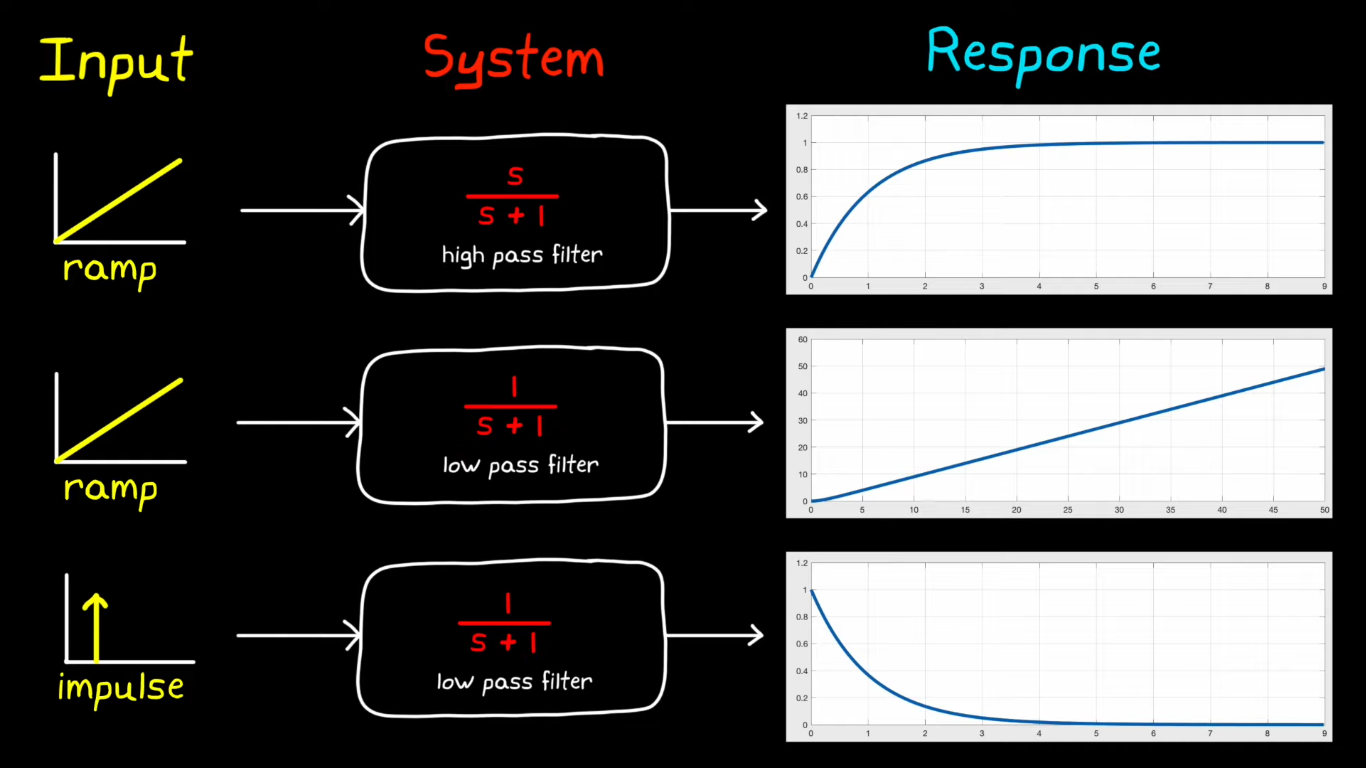 Input
System
Response
ramp
s
s + 1
high pass filter
1.2
1
0.8
0.6
0.4
0.2
0
0 1 2 3 4 5 6 7 8 9
ramp
1
s + 1
low pass filter
60
50
40
30
20
10
0
0 5 10 15 20 25 30 35 40 45 50
impulse
1
s + 1
low pass filter
1.2
1
0.8
0.6
0.4
0.2
0
0 1 2 3 4 5 6 7 8 9